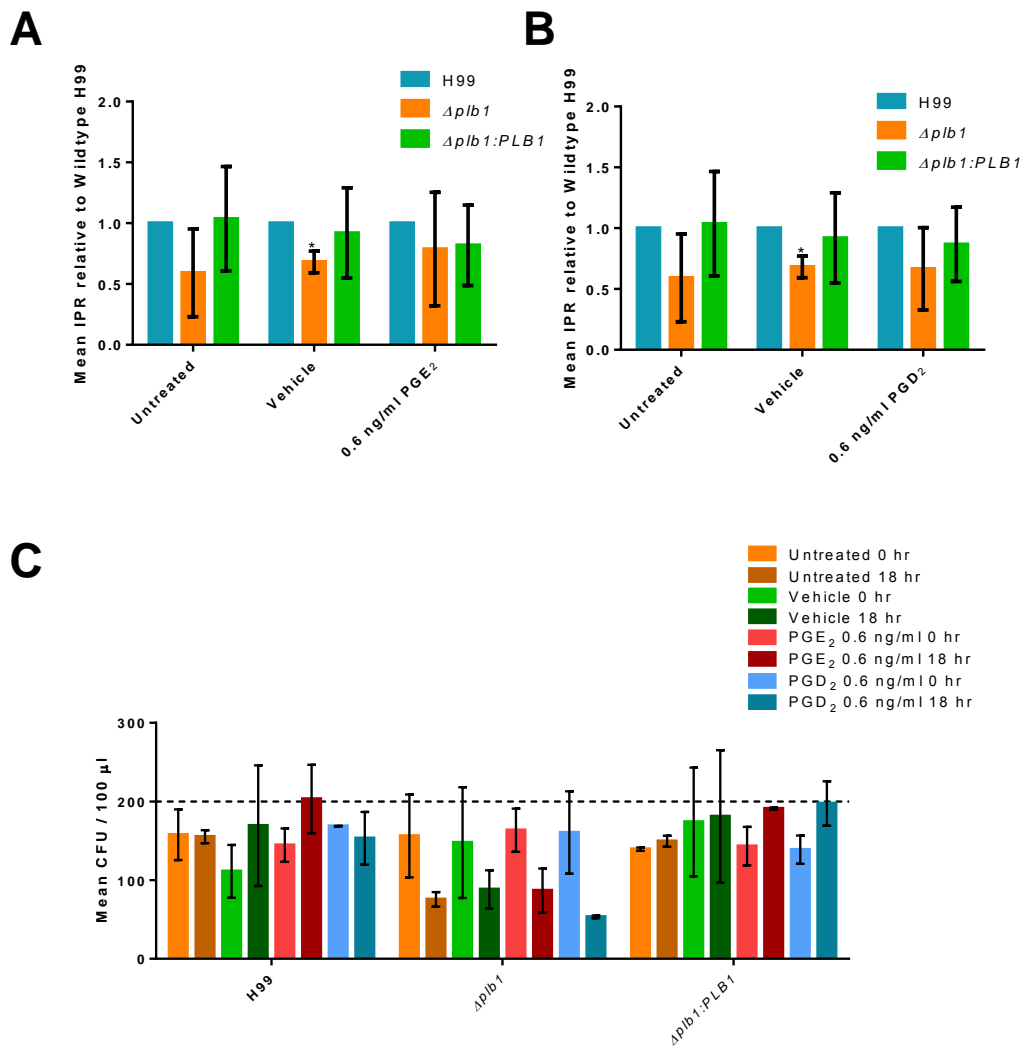 A
Mean IPR relative to Wildtype H99
H99
Δplb1
Δplb1:PLB1
2.0
1.5
1.0
0.5
0.0
*
Untreated
Vehicle
0.6 ng/ml PGE2
B
Mean IPR relative to Wildtype H99
H99
Δplb1
Δplb1:PLB1
2.0
1.5
1.0
0.5
0.0
*
Untreated
Vehicle
0.6 ng/ml PGD2
C
Untreated 0 hr
Untreated 18 hr
Vehicle 0 hr
Vehicle 18 hr
PGE2 0.6 ng/ml 0 hr
PGE2 0.6 ng/ml 18 hr
PGD2 0.6 ng/ml 0 hr
PGD2 0.6 ng/ml 18 hr
Mean CFU / 100 µl
300
200
100
0
H99
Δplb1
Δplb1:PLB1